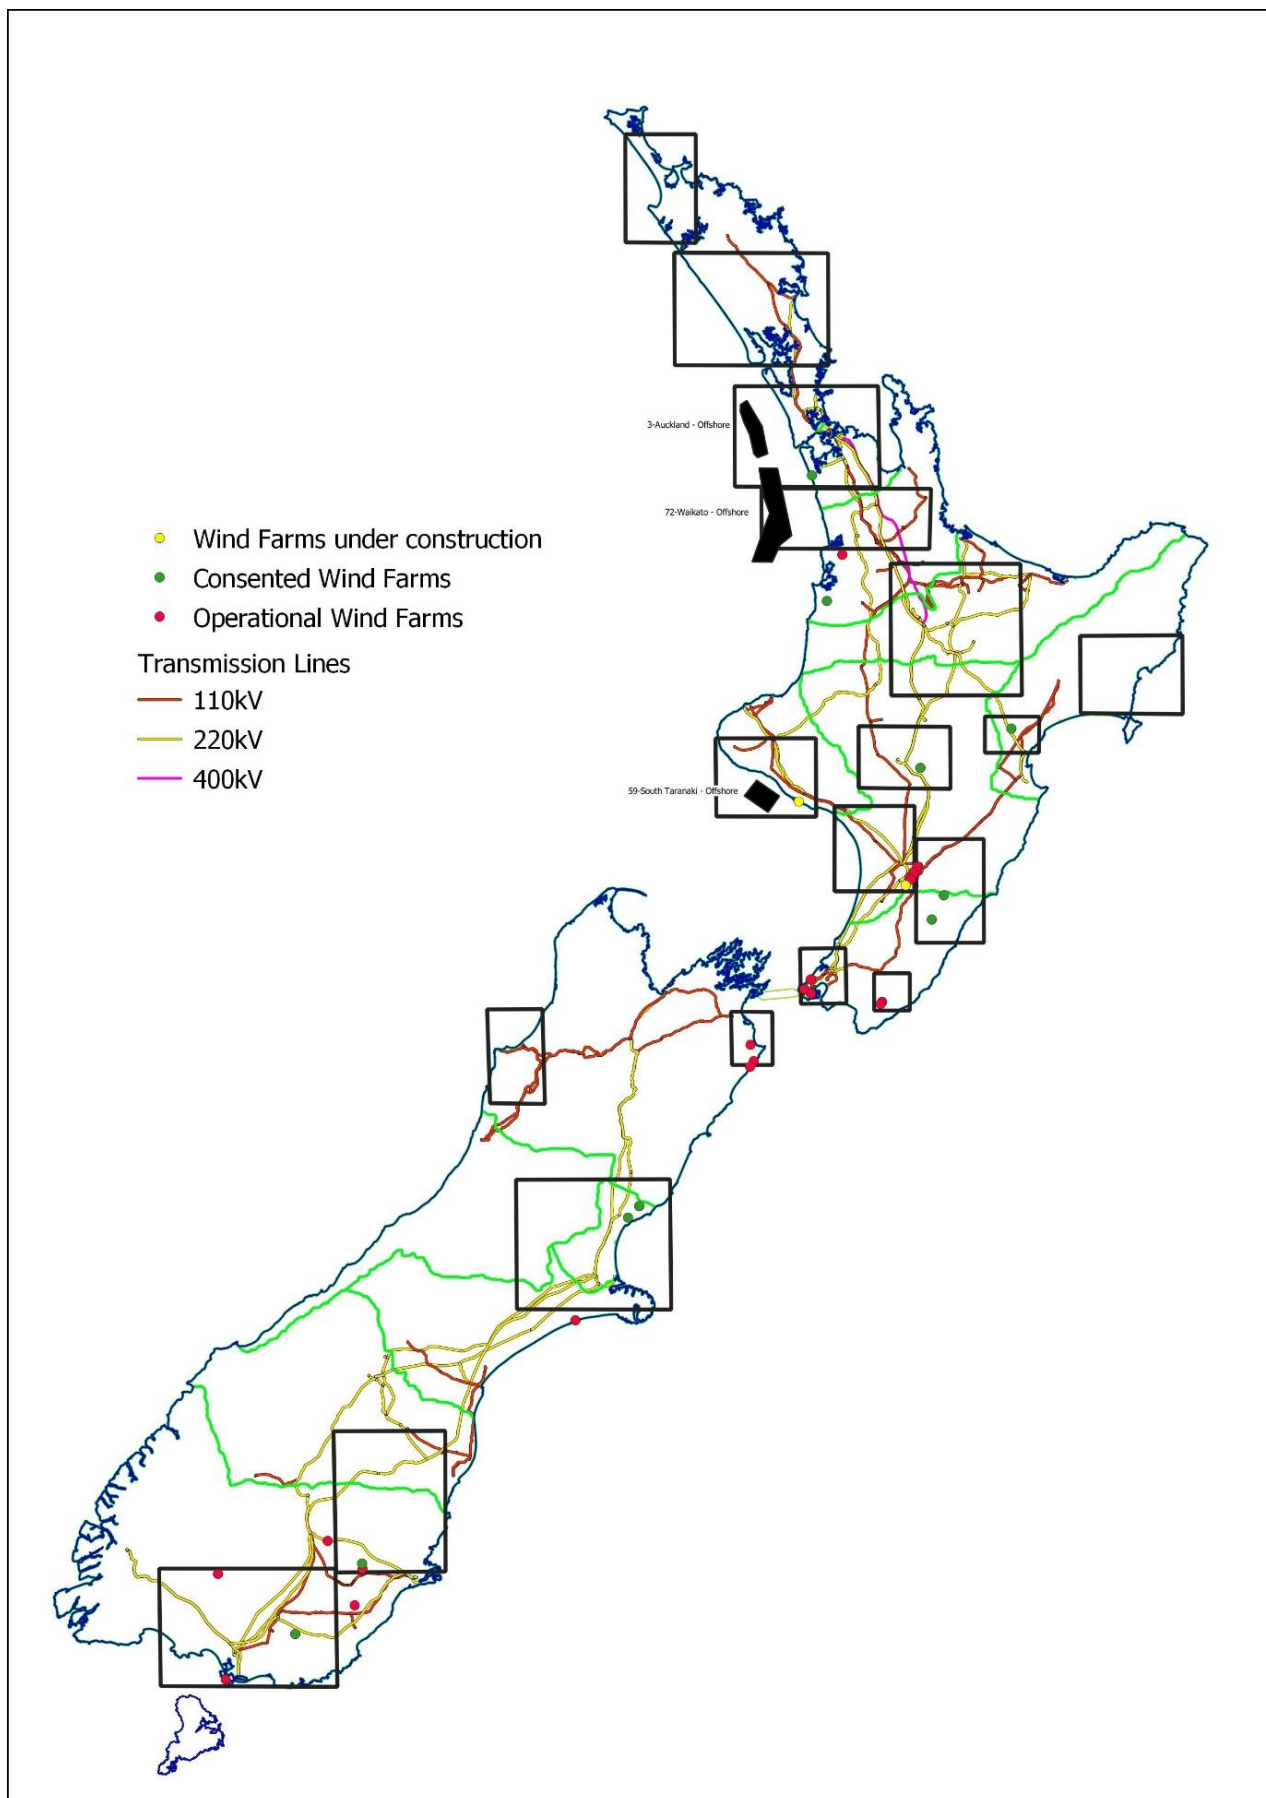 3-Auckland - Offshore
72-Waikato - Offshore
Wind Farms under construction
Consented Wind Farms
Operational Wind Farms
Transmission Lines
110kV
220kV
400kV
59-South Taranaki - Offshore